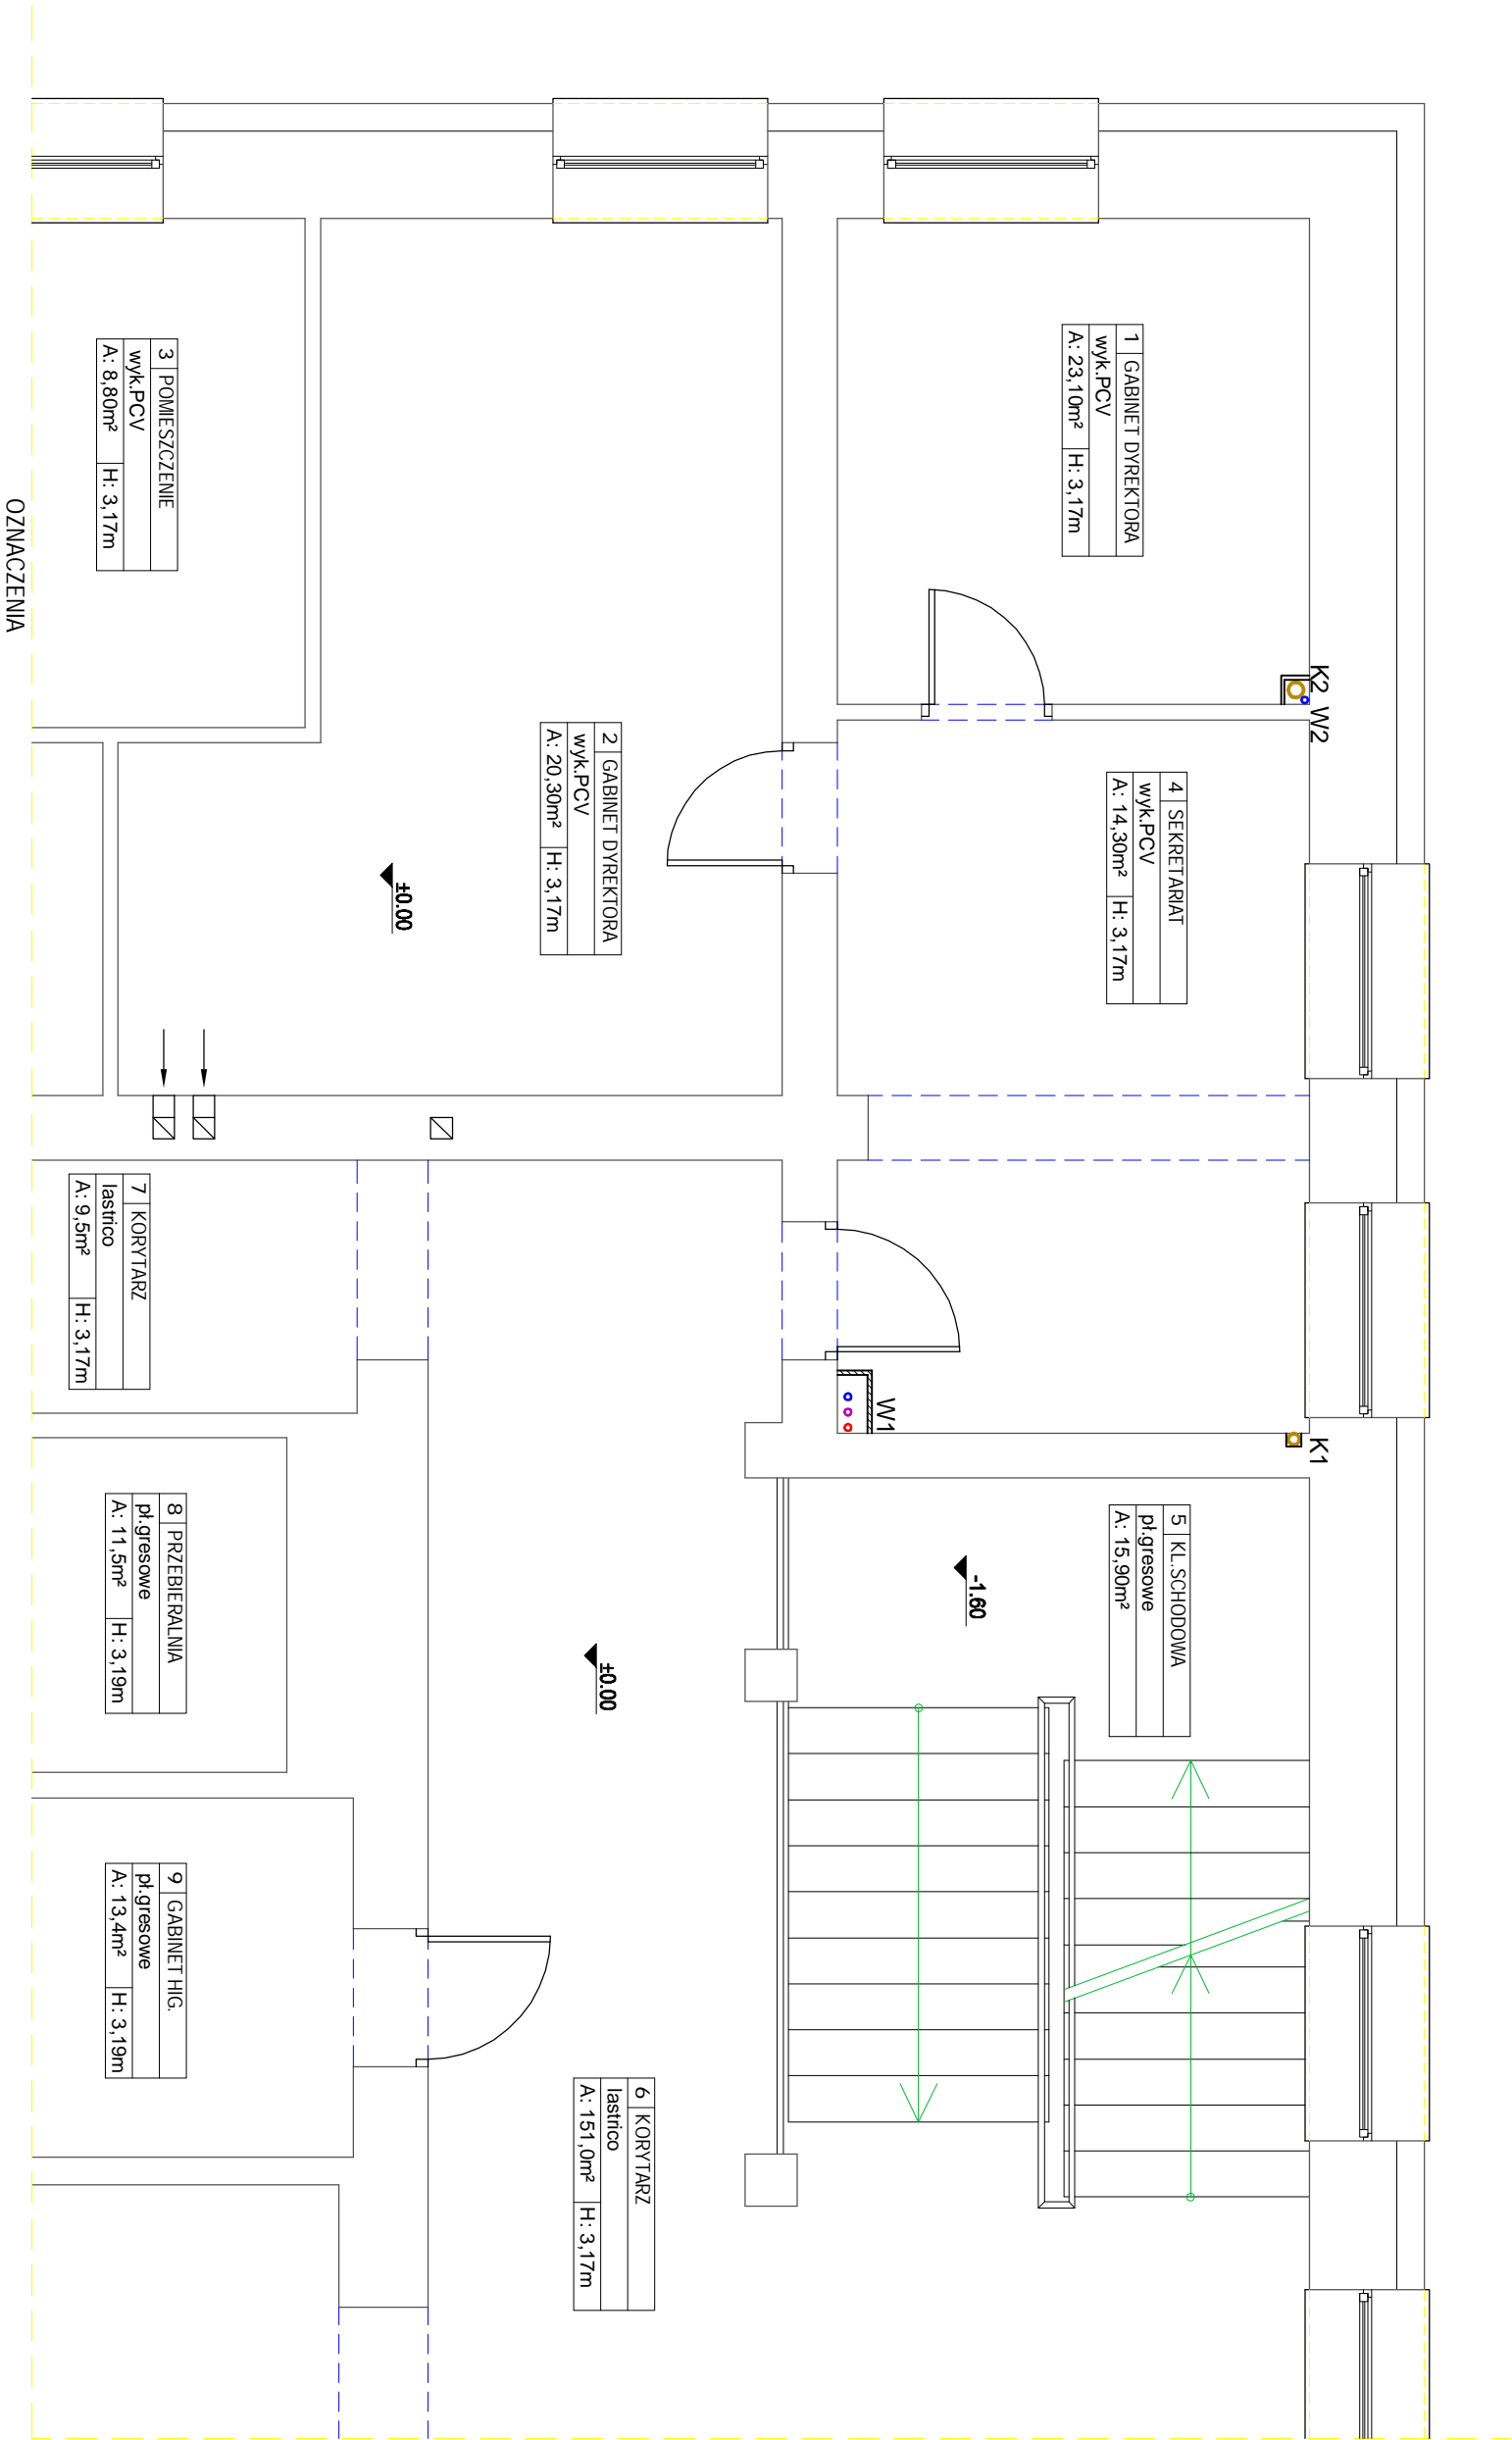 K2 W2
K1
W1
1 GABINET DYREKTORA
wyk.PCV
A: 23,10m² H: 3,17m
4 SEKRETARIAT
wyk.PCV
A: 14,30m² H: 3,17m
5 KL.SCHODOWA
pł.gresowe
A: 15,90m²
-1.60
2 GABINET DYREKTORA
wyk.PCV
A: 20,30m² H: 3,17m
±0.00
±0.00
6 KORYTARZ
lastrico
A: 151,0m² H: 3,17m
3 POMIESZCZENIE
wyk.PCV
A: 8,80m² H: 3,17m
7 KORYTARZ
lastrico
A: 9,5m² H: 3,17m
8 PRZEBIERALNIA
pł.gresowe
A: 11,5m² H: 3,19m
9 GABINET HIG.
pł.gresowe
A: 13,4m² H: 3,19m
OZNACZENIA